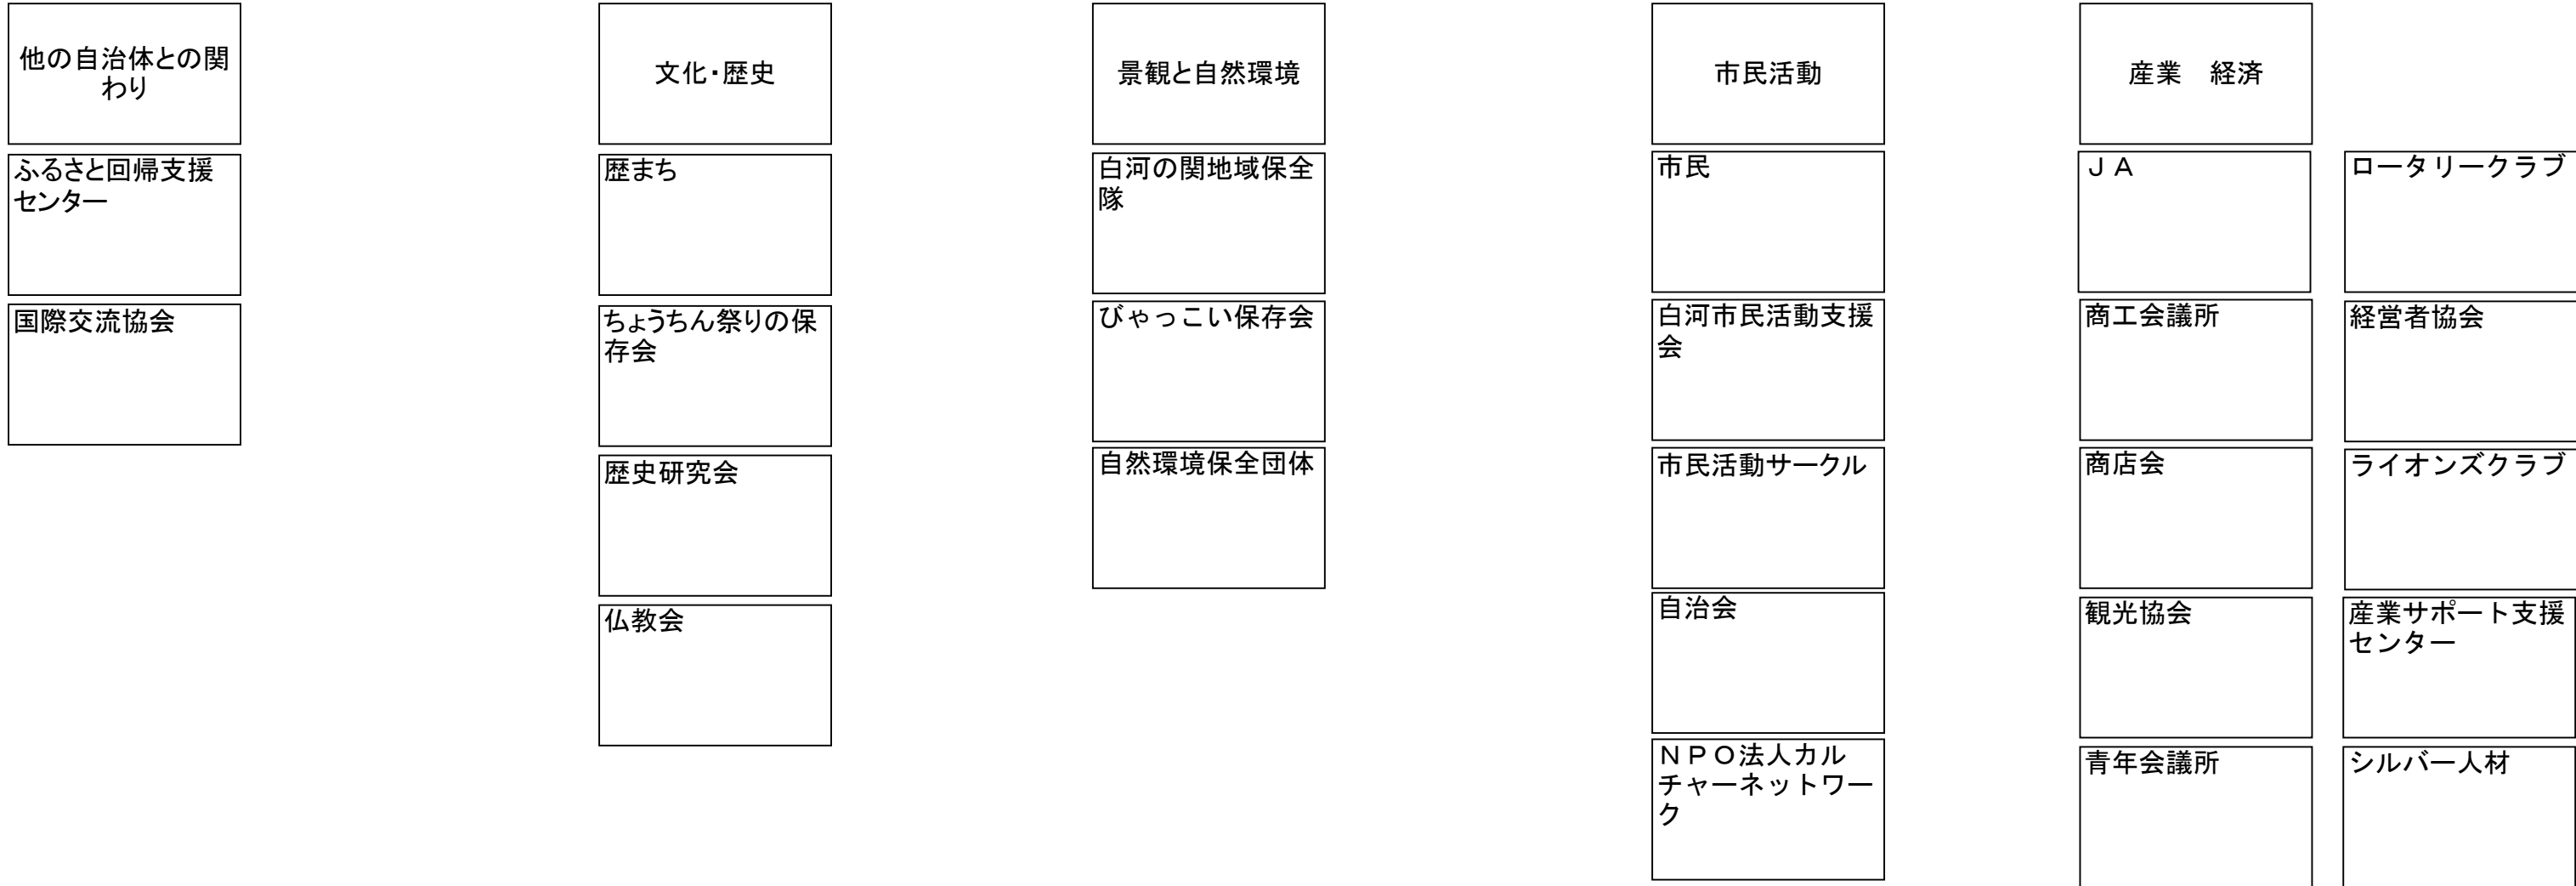 他の自治体との関
わり
ふるさと回帰支援
センター
国際交流協会
文化・歴史
歴まち
ちょうちん祭りの保
存会
歴史研究会
仏教会
景観と自然環境
白河の関地域保全
隊
びゃっこい保存会
自然環境保全団体
市民活動
市民
白河市民活動支援
会
市民活動サークル
自治会
ＮＰＯ法人カル
チャーネットワー
ク
産業　経済
ＪＡ
商工会議所
商店会
観光協会
青年会議所
ロータリークラブ
経営者協会
ライオンズクラブ
産業サポート支援
センター
シルバー人材